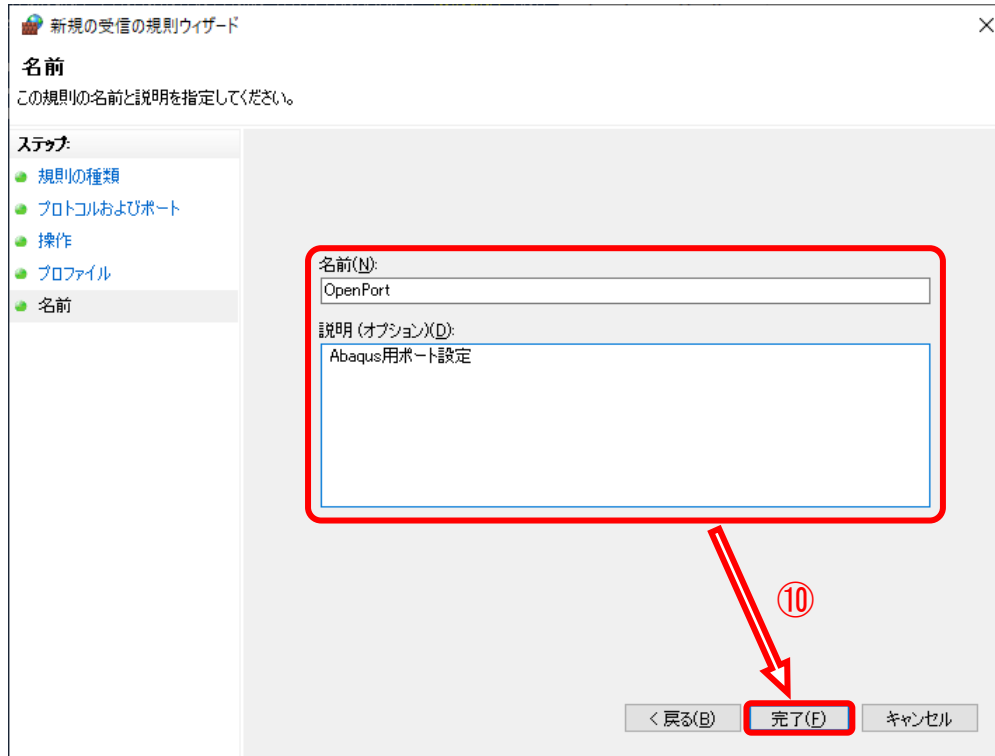 新規の受信の規則ウィザード
名前
この規則の名前と説明を指定してください。
ステップ:
規則の種類
プロトコルおよびポート
操作
プロファイル
名前
名前(N):
OpenPort
説明 (オプション)(D):
Abaqus用ポート設定
⑩
< 戻る(B)
完了(F)
キャンセル